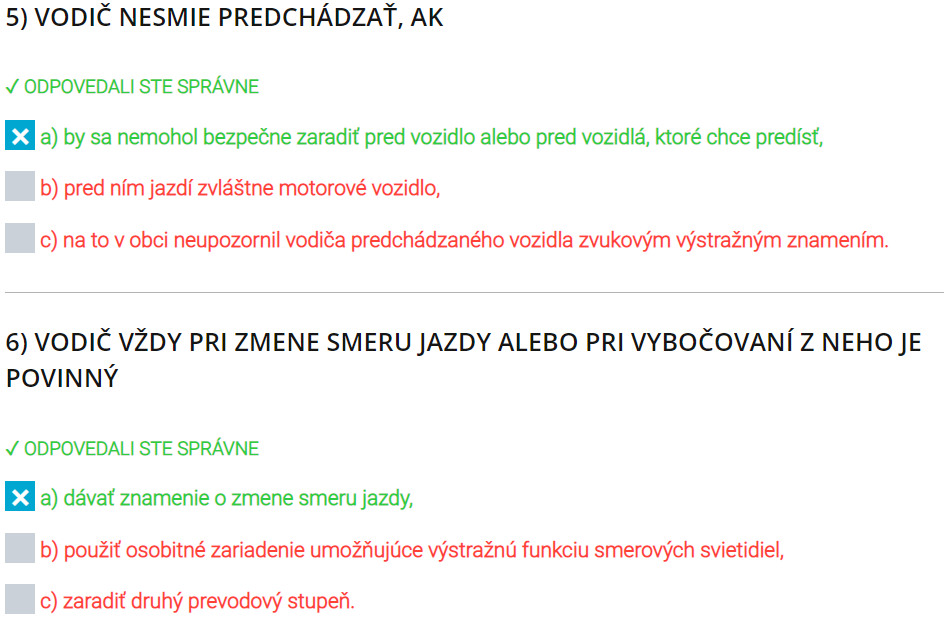 5) VODIČ NESMIE PREDCHÁDZAŤ, AK
✓ ODPOVEDALI STE SPRÁVNE
a) by sa nemohol bezpečne zaradiť pred vozidlo alebo pred vozidlá, ktoré chce predísť,
b) pred ním jazdí zvláštne motorové vozidlo,
c) na to v obci neupozornil vodiča predchádzaného vozidla zvukovým výstražným znamením.
6) VODIČ VŽDY PRI ZMENE SMERU JAZDY ALEBO PRI VYBOČOVANÍ Z NEHO JE
POVINNÝ
✓ ODPOVEDALI STE SPRÁVNE
a) dávať znamenie o zmene smeru jazdy,
b) použiť osobitné zariadenie umožňujúce výstražnú funkciu smerových svietidiel,
c) zaradiť druhý prevodový stupeň.